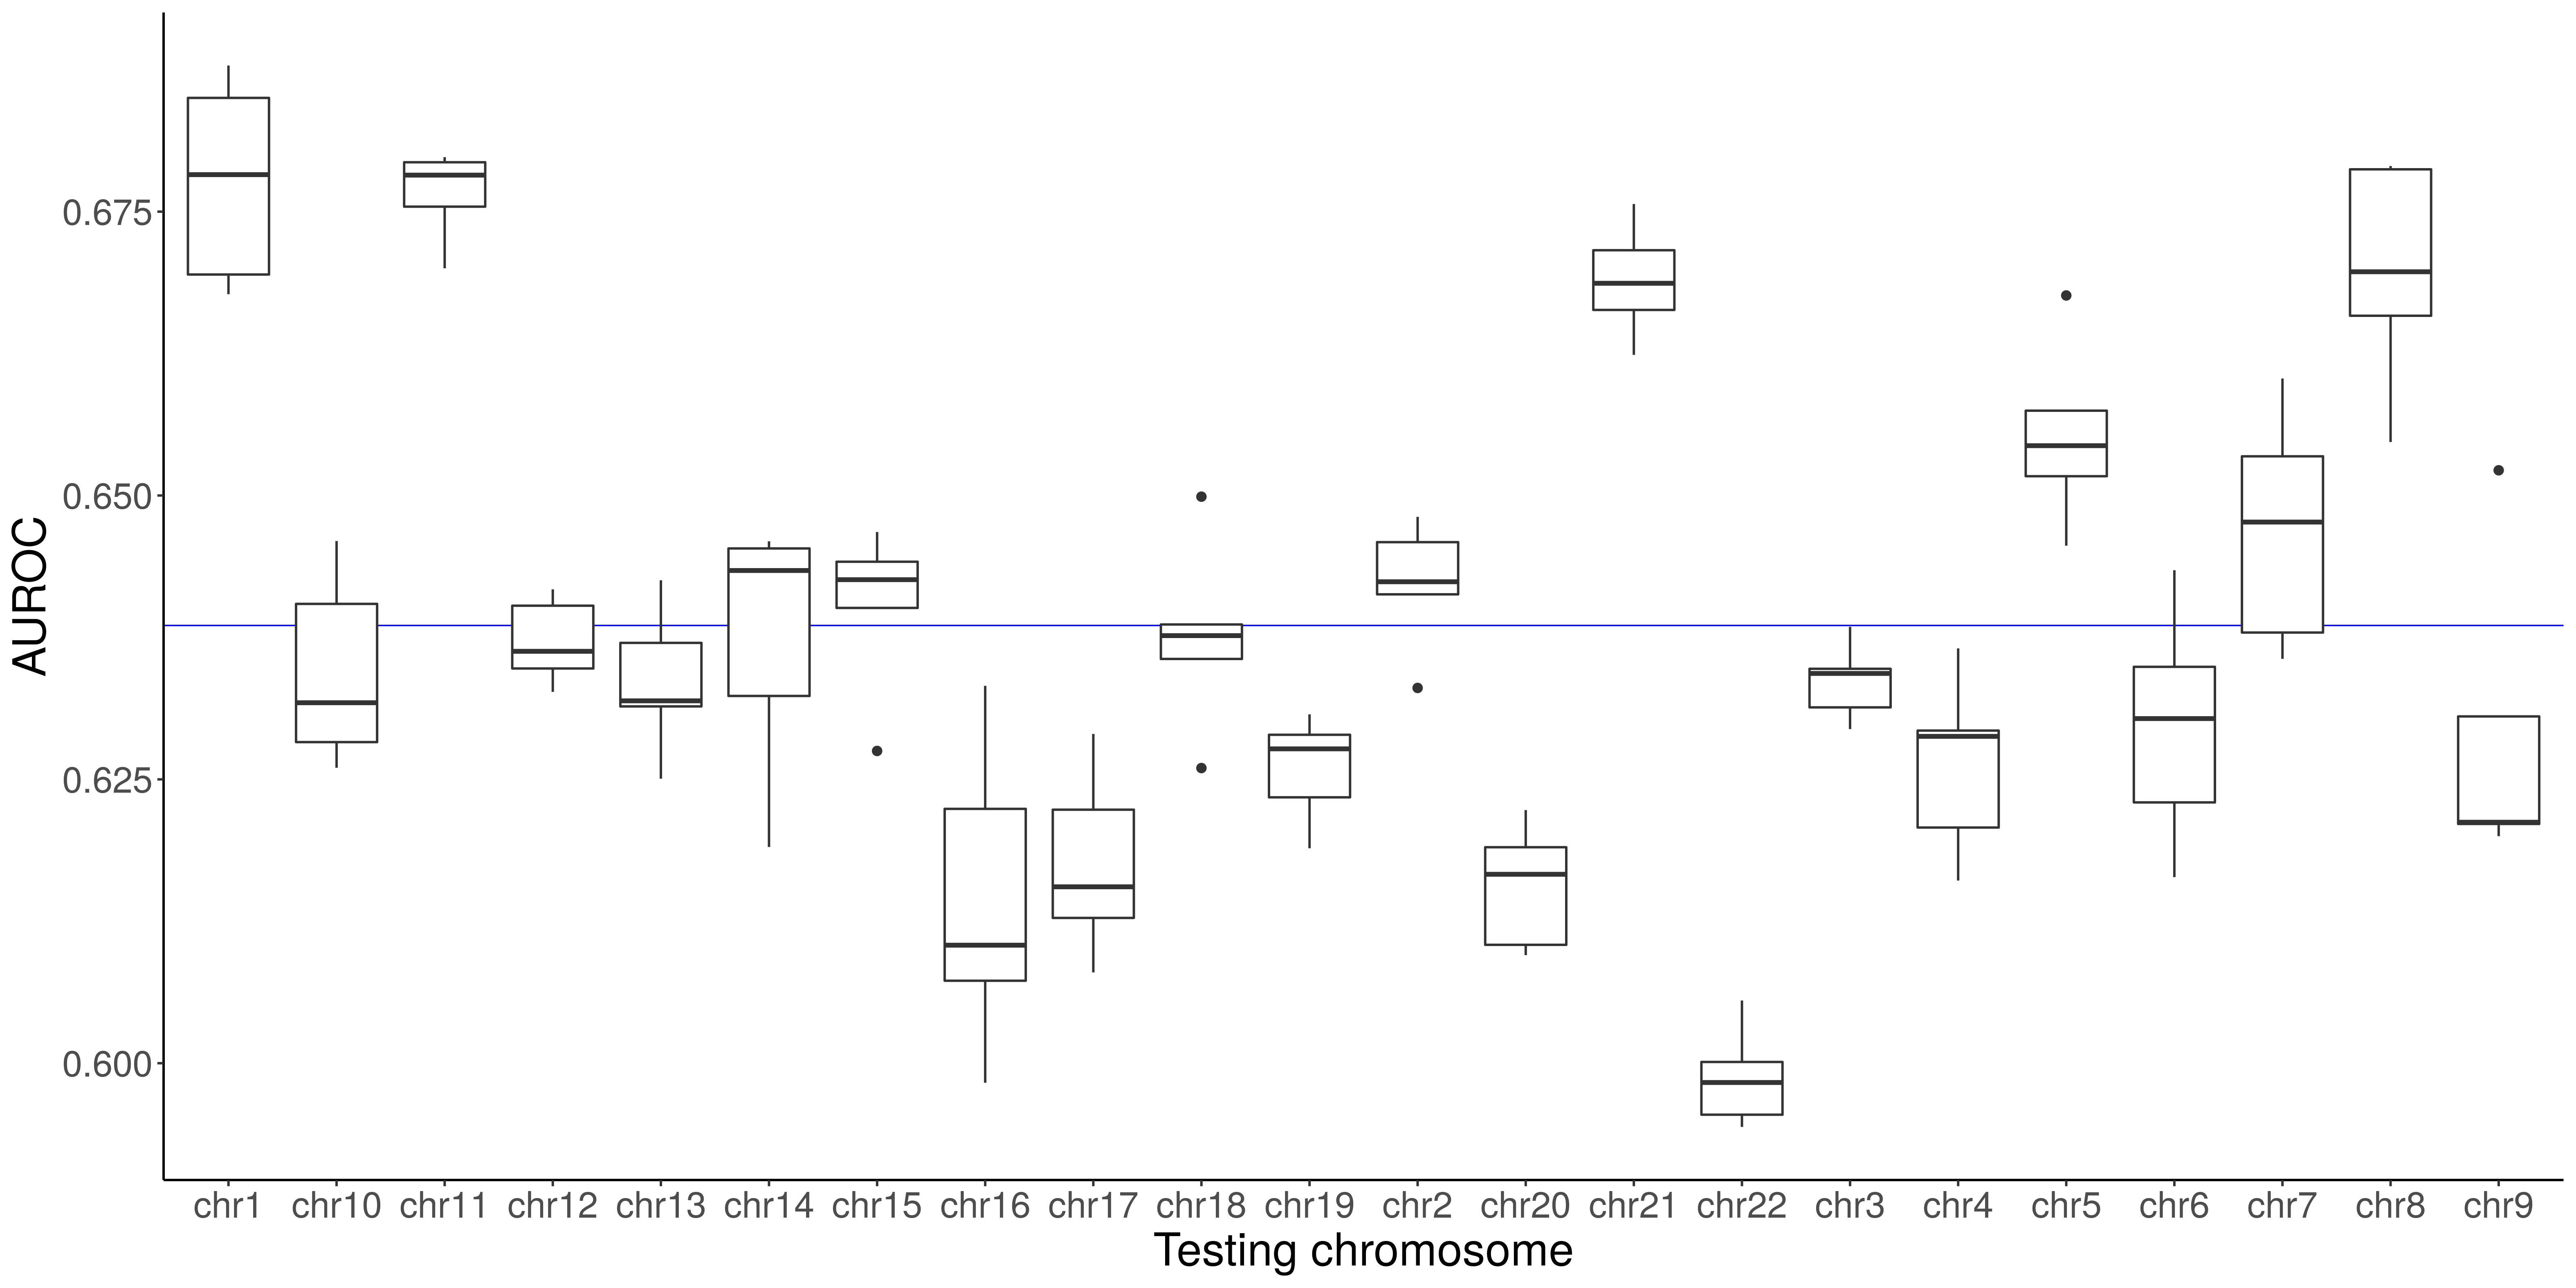 AUROC
0.675
0.650
0.625
0.600
chr1 chr10 chr11 chr12 chr13 chr14 chr15 chr16 chr17 chr18 chr19 chr2 chr20 chr21 chr22 chr3 chr4 chr5 chr6 chr7 chr8 chr9
Testing chromosome